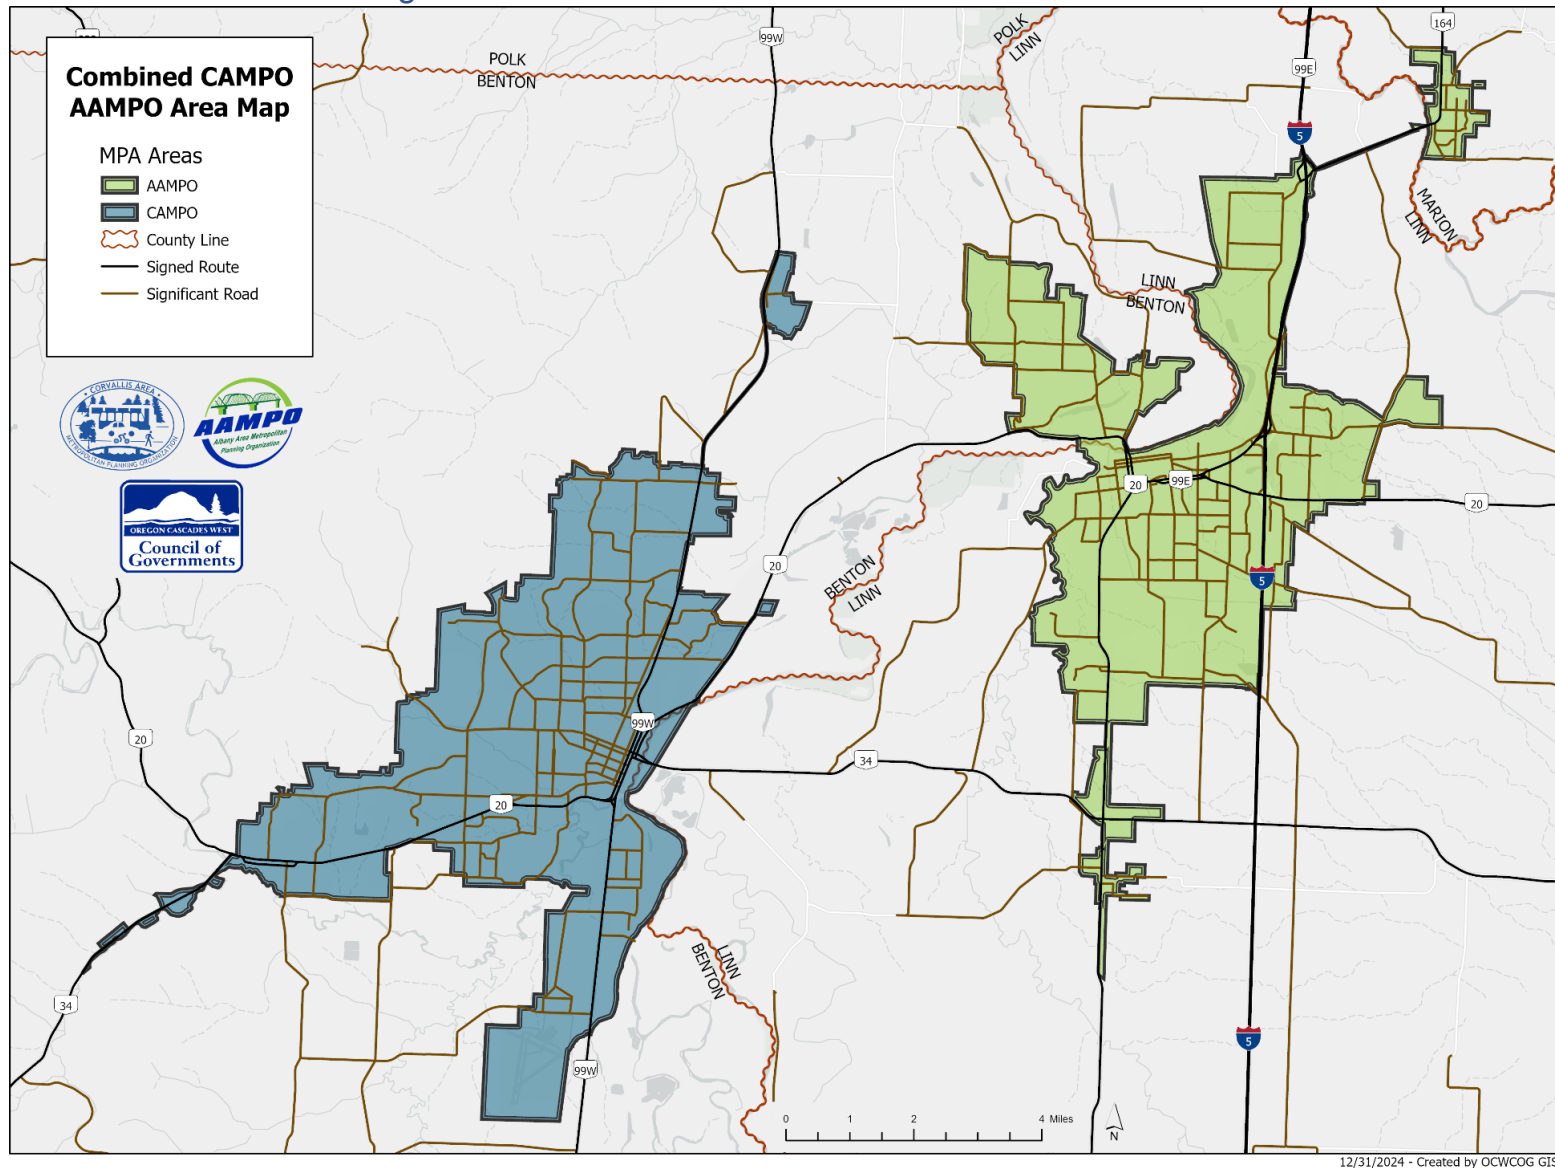 Combined CAMPO
AAMPO Area Map
MPA Areas
AAMPO
CAMPO
County Line
Signed Route
Significant Road
CORVALLIS AREA
METROPOLITAN PLANNING ORGANIZATION
AAMPO
Albany Area Metropolitan
Planning Organization
OREGON CASCADES WEST
Council of
Governments
POLK
BENTON
99W
POLK
LINN
99E
5
164
MARION
LINN
LINN
BENTON
20
99E
20
20
BENTON
LINN
5
99W
20
34
20
34
LINN
BENTON
99W
5
0 1 2 4 Miles
N
12/31/2024 - Created by OCWCOG GIS